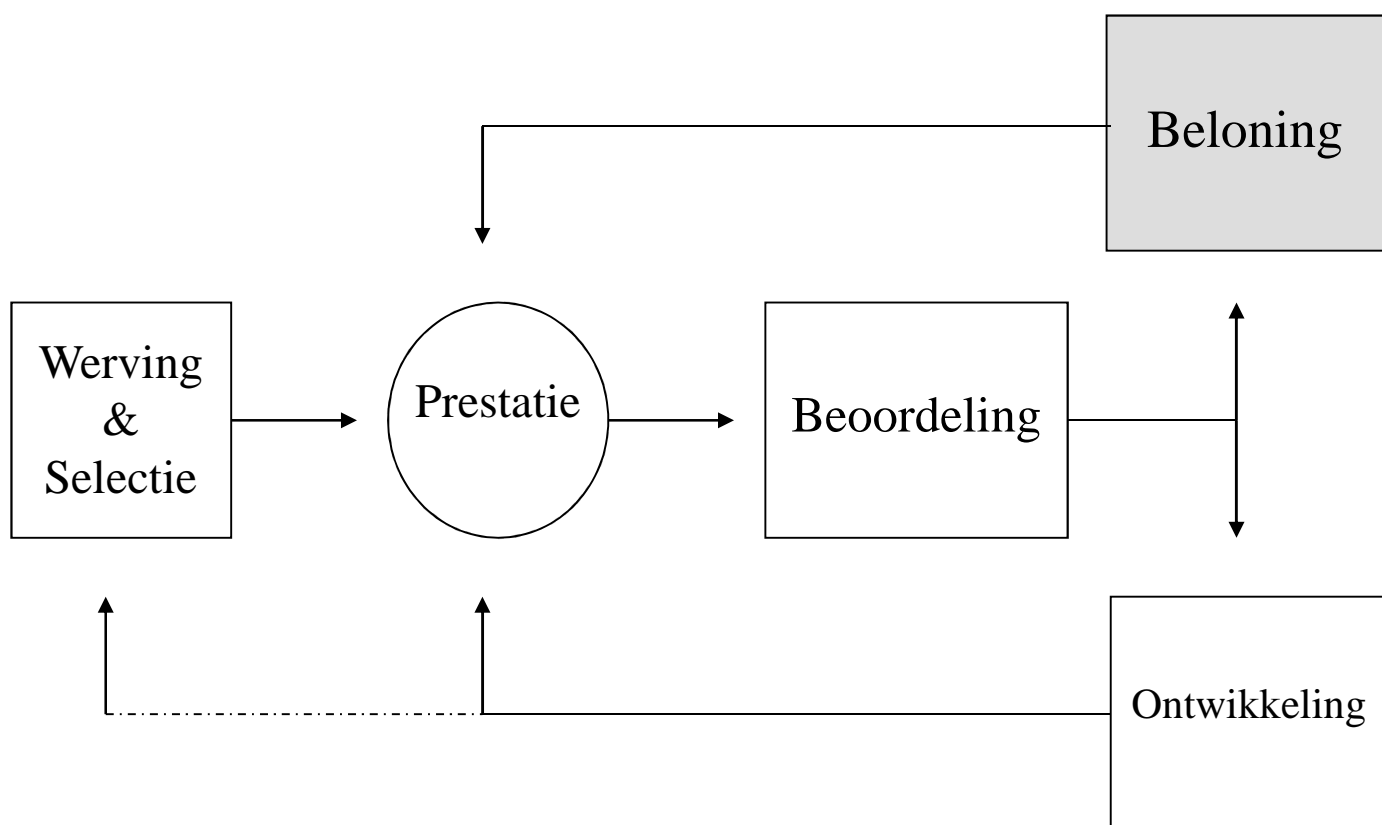 Beloning
Werving
&
Selectie
Prestatie
Beoordeling
Ontwikkeling